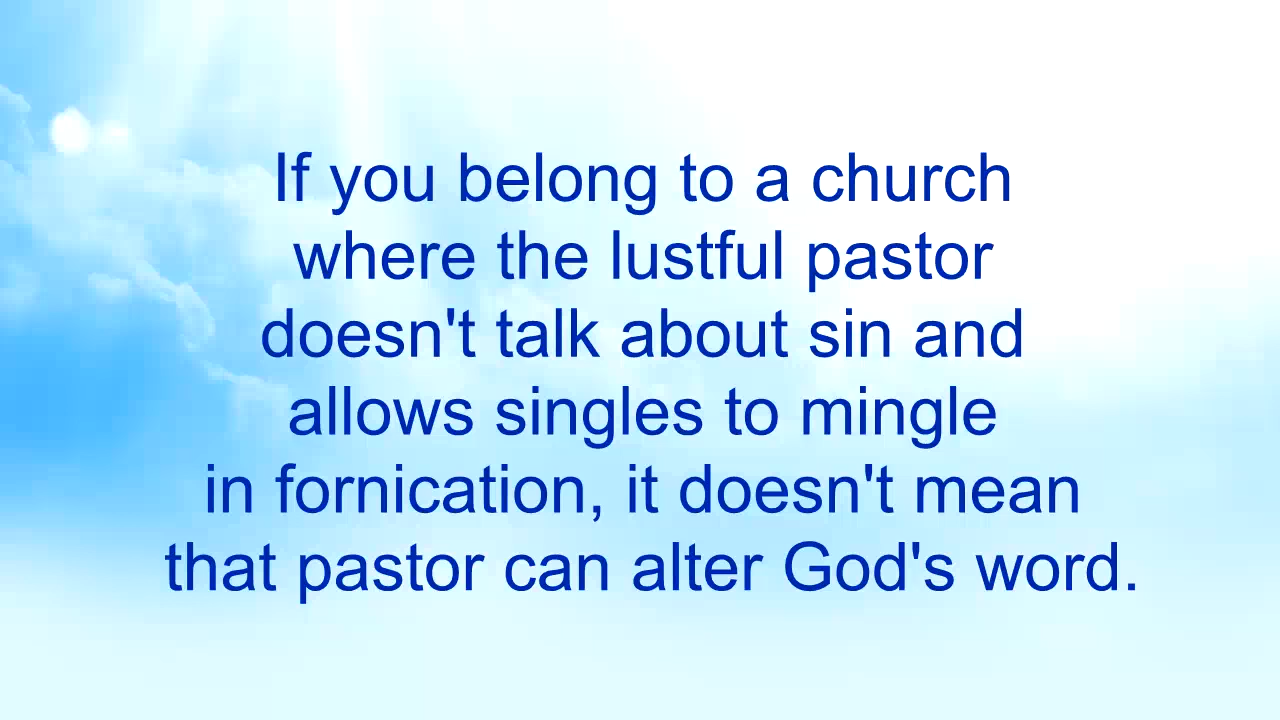 If you belong to a church
where the lustful pastor
doesn't talk about sin and
allows singles to mingle
in fornication, it doesn't mean
that pastor can alter God's word.